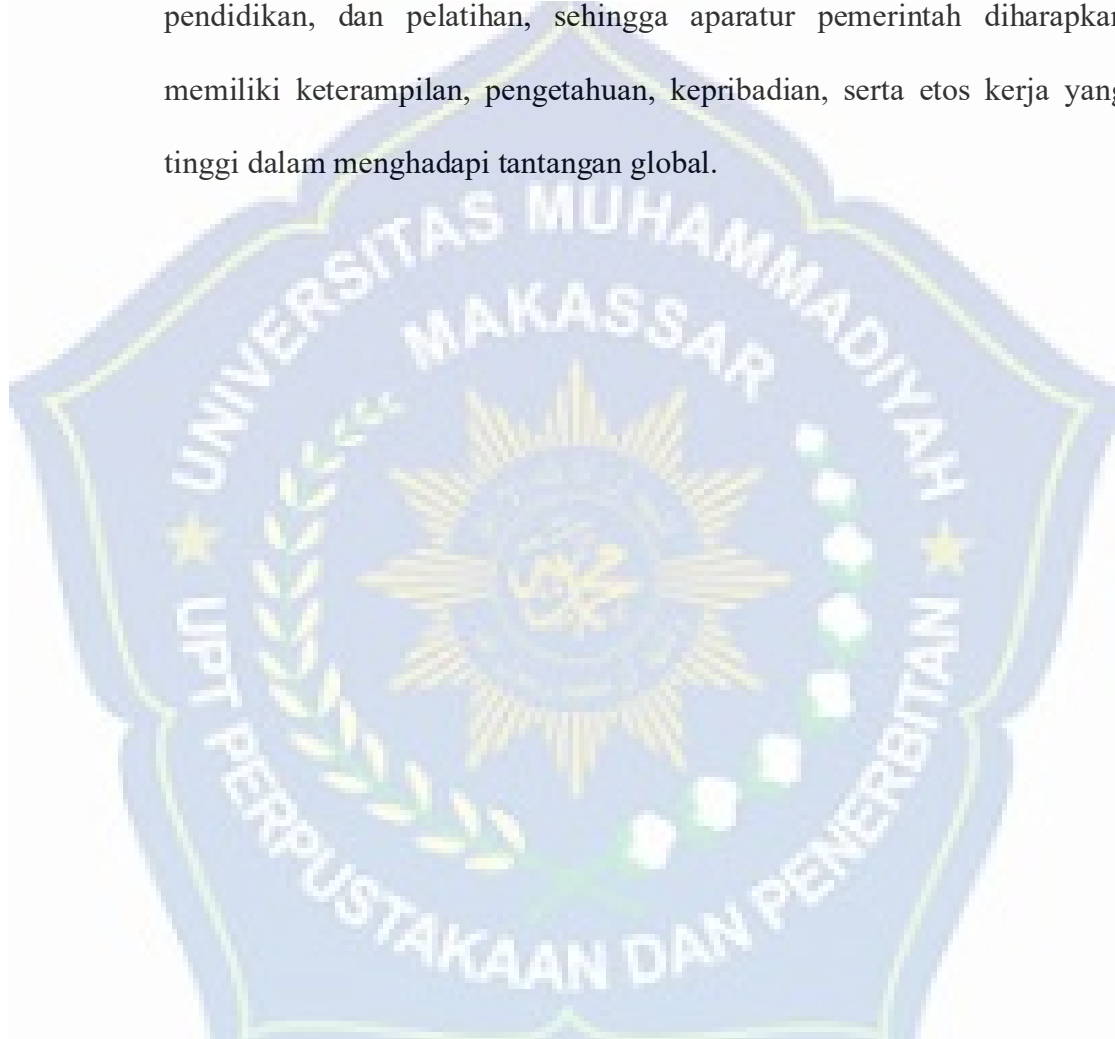 pendidikan, dan pelatihan, sehingga aparatur pemerintah diharapkan
memiliki keterampilan, pengetahuan, kepribadian, serta etos kerja yang
tinggi dalam menghadapi tantangan global.
UNIVERSITAS MUHAMMADIYAH
MAKASSAR
UPT PERPUSTAKAAN DAN PENERBITAN